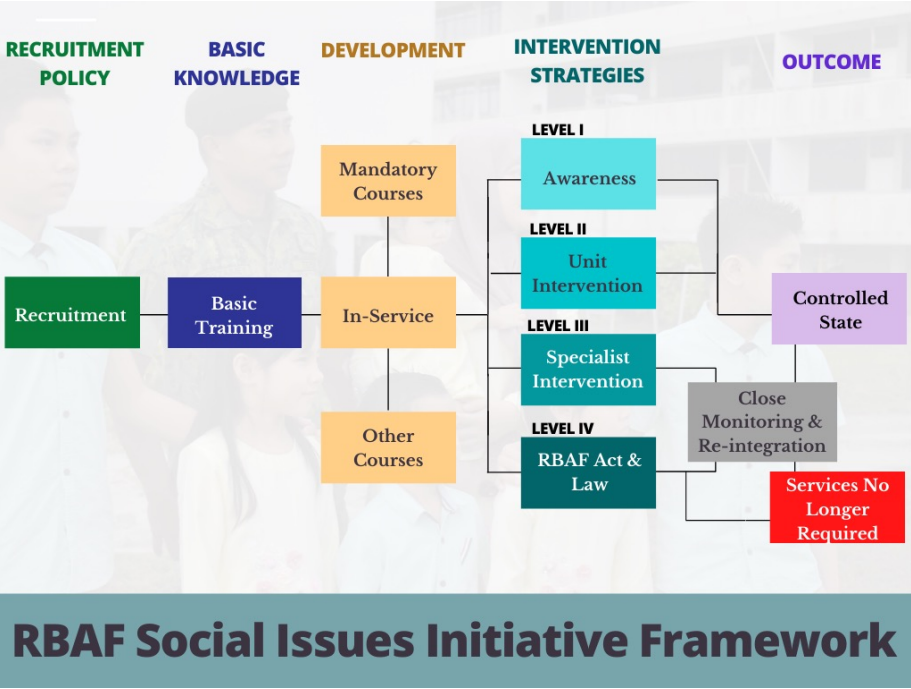 RECRUITMENT
POLICY
BASIC
KNOWLEDGE
DEVELOPMENT
INTERVENTION
STRATEGIES
OUTCOME
Recruitment
Basic
Training
Mandatory
Courses
In-Service
Other
Courses
LEVEL I
Awareness
LEVEL II
Unit
Intervention
LEVEL III
Specialist
Intervention
LEVEL IV
RBAF Act &
Law
Controlled
State
Close
Monitoring &
Re-integration
Services No
Longer
Required
RBAF Social Issues Initiative Framework